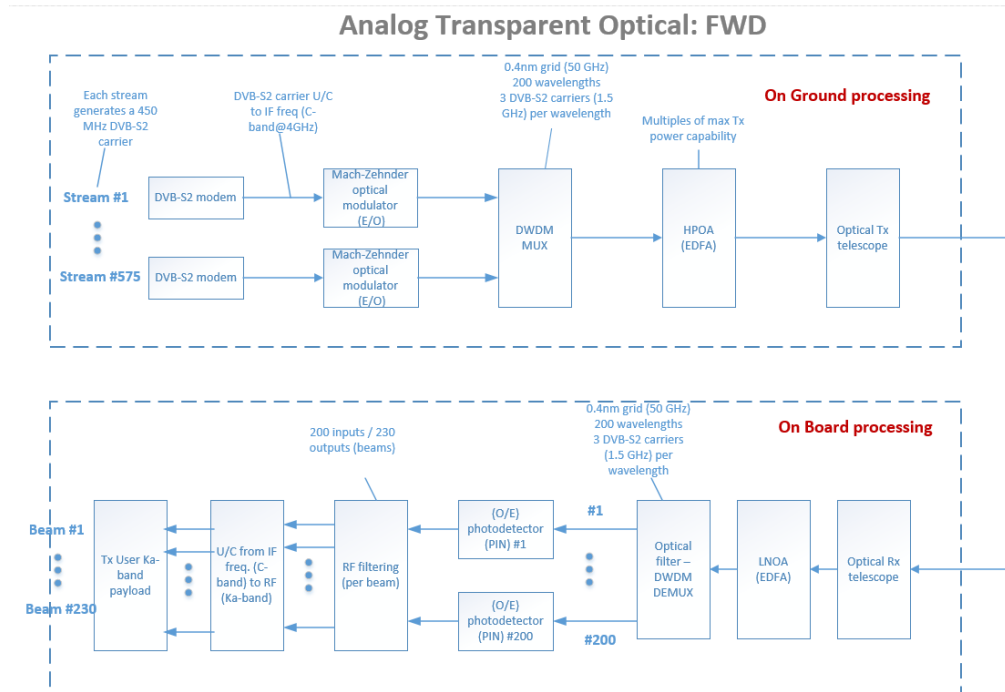 Analog Transparent Optical: FWD
On Ground processing
Each stream
generates a 450
MHz DVB-S2
carrier
DVB-S2 carrier U/C
to IF freq (C-
band@4GHz)
0.4nm grid (50 GHz)
200 wavelengths
3 DVB-S2 carriers (1.5
GHz) per wavelength
Multiples of max Tx
power capability
Stream #1
DVB-S2 modem
Mach-Zehnder
optical
modulator
(E/O)
Stream #575
DVB-S2 modem
Mach-Zehnder
optical
modulator
(E/O)
DWDM
MUX
HPOA
(EDFA)
Optical Tx
telescope
On Board processing
200 inputs / 230
outputs (beams)
0.4nm grid (50 GHz)
200 wavelengths
3 DVB-S2 carriers
(1.5 GHz) per
wavelength
Beam #1
Beam #230
Tx User Ka-
band
payload
U/C from IF
freq. (C-
band) to RF
(Ka-band)
RF filtering
(per beam)
(O/E)
photodetector
(PIN) #1
(O/E)
photodetector
(PIN) #200
#1
#200
Optical
filter –
DWDM
DEMUX
LNOA
(EDFA)
Optical Rx
telescope